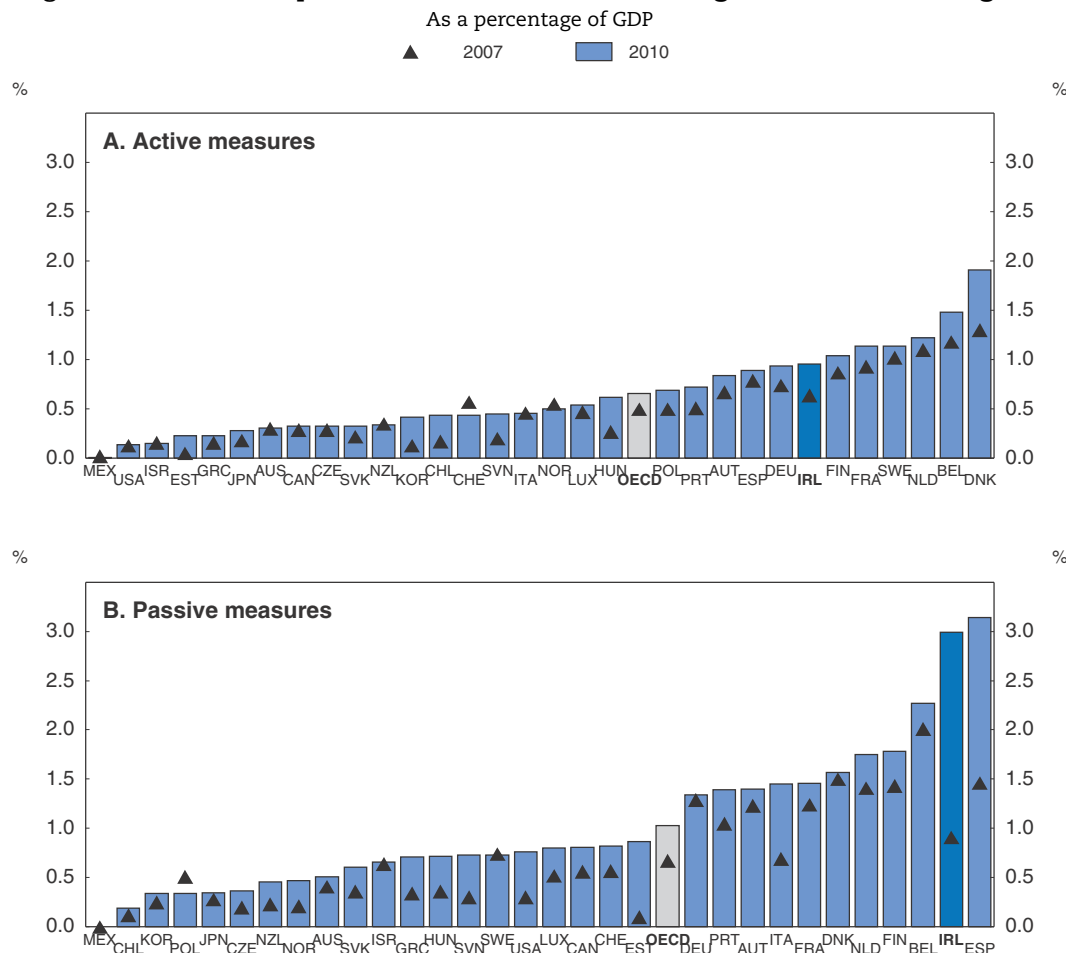 As a percentage of GDP
2007 2010
% %
A. Active measures
3.0 3.0
2.5 2.5
2.0 2.0
1.5 1.5
1.0 1.0
0.5 0.5
0.0 0.0
MEX ISR GRC AUS CZE NZL CHL SVN NOR HUN POL AUT DEU FIN SWE BEL
USA EST JPN CAN SVK KOR CHE ITA LUX OECD PRT ESP IRL FRA NLD DNK
% %
B. Passive measures
3.0 3.0
2.5 2.5
2.0 2.0
1.5 1.5
1.0 1.0
0.5 0.5
0.0 0.0
MEX KOR JPN NZL AUS ISR HUN SWE LUX CHE OECD PRT ITA DNK FIN IRL
CHL POL CZE NOR SVK GRC SVN USA CAN EST DEU AUT FRA NLD BEL ESP